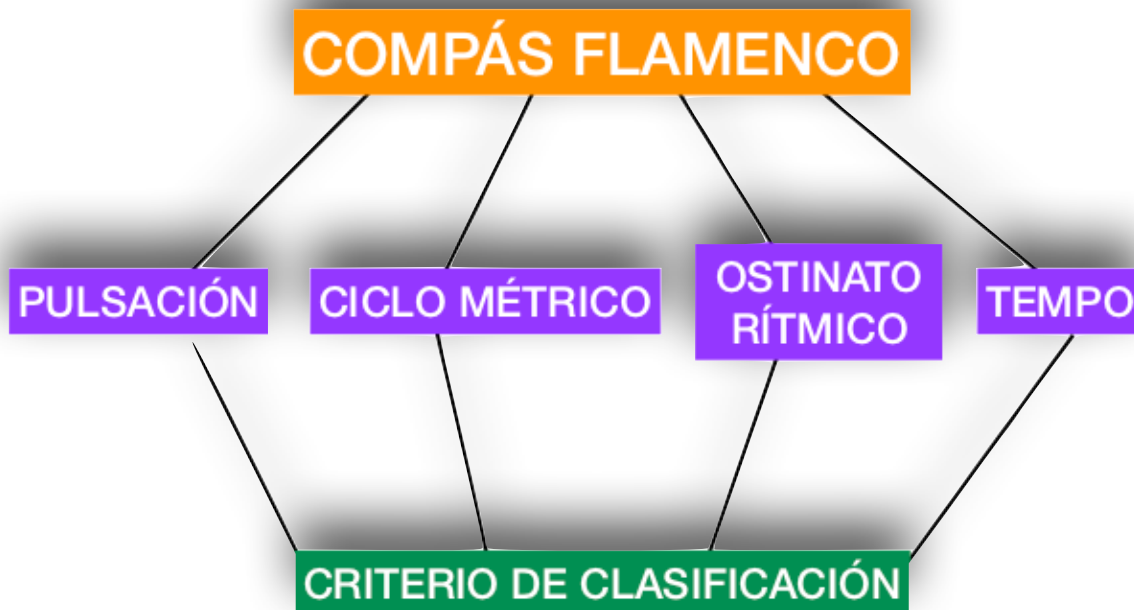 COMPÁS FLAMENCO
PULSACIÓN
CICLO MÉTRICO
OSTINATO
RÍTMICO
TEMPO
CRITERIO DE CLASIFICACIÓN